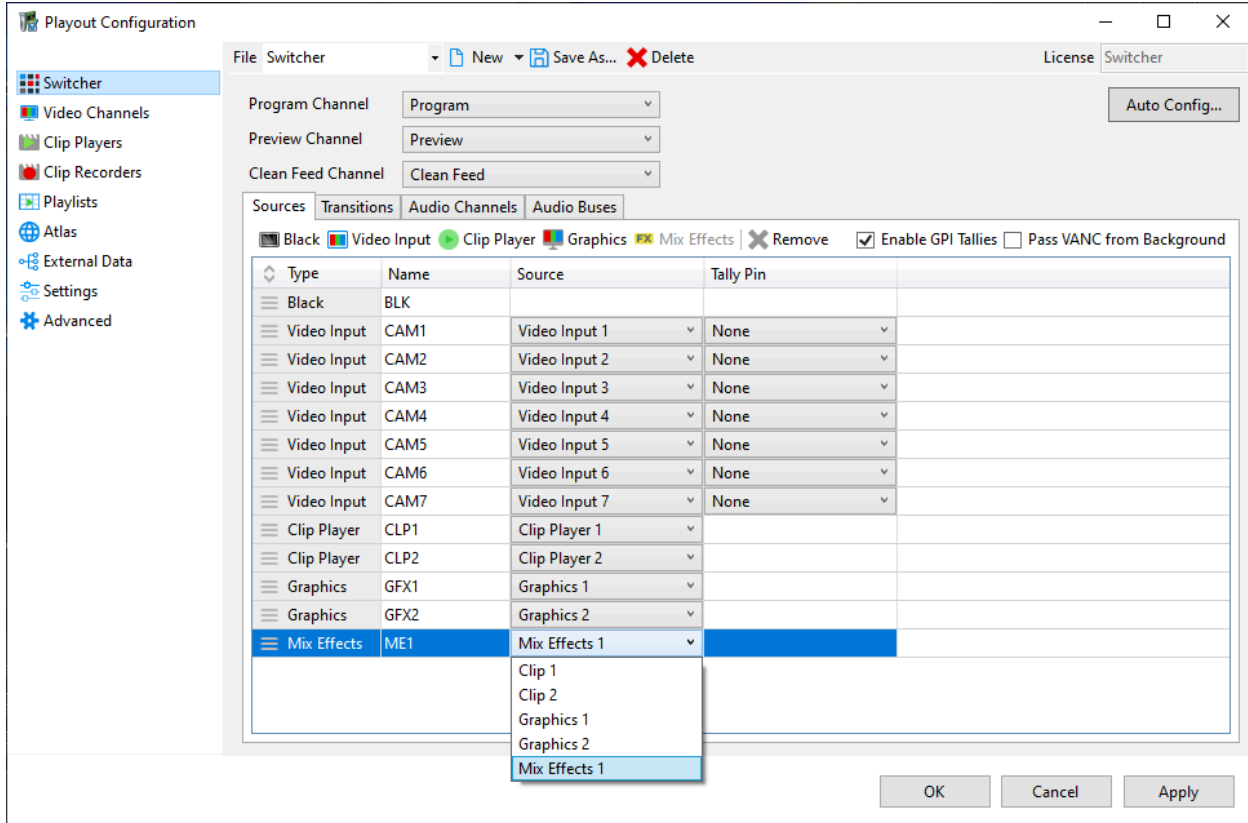 Playout Configuration
File Switcher New Save As... Delete License Switcher
Switcher
Video Channels
Clip Players
Clip Recorders
Playlists
Atlas
External Data
Settings
Advanced
Program Channel Program Auto Config...
Preview Channel Preview
Clean Feed Channel Clean Feed
Sources Transitions Audio Channels Audio Buses
Black Video Input Clip Player Graphics FX Mix Effects Remove Enable GPI Tallies Pass VANC from Background
Type Name Source Tally Pin
Black BLK
Video Input CAM1 Video Input 1 None
Video Input CAM2 Video Input 2 None
Video Input CAM3 Video Input 3 None
Video Input CAM4 Video Input 4 None
Video Input CAM5 Video Input 5 None
Video Input CAM6 Video Input 6 None
Video Input CAM7 Video Input 7 None
Clip Player CLP1 Clip Player 1
Clip Player CLP2 Clip Player 2
Graphics GFX1 Graphics 1
Graphics GFX2 Graphics 2
Mix Effects ME1 Mix Effects 1
Clip 1
Clip 2
Graphics 1
Graphics 2
Mix Effects 1
OK Cancel Apply